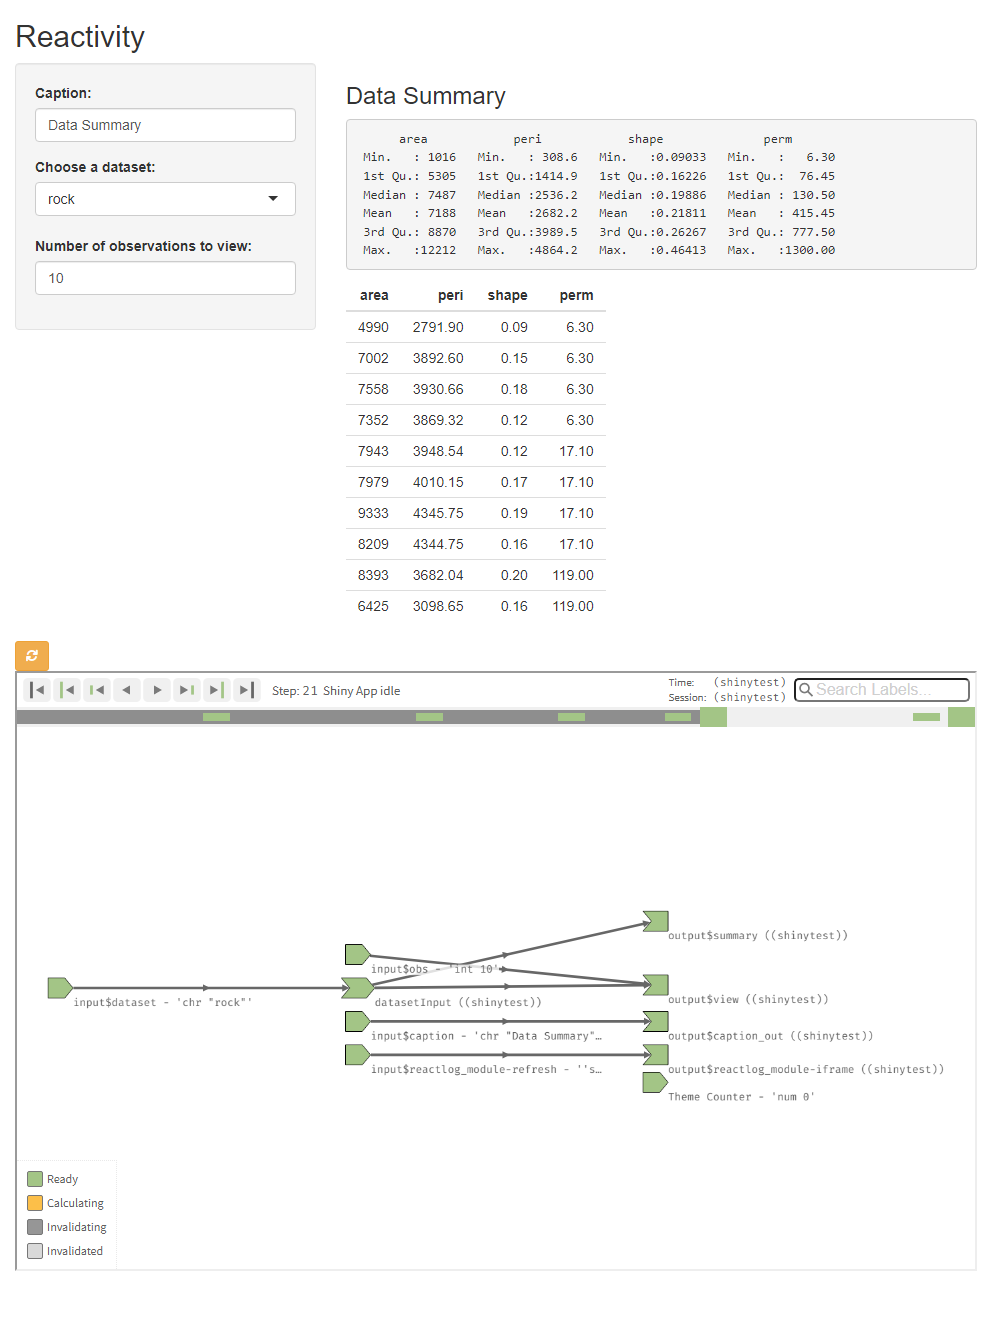 Reactivity
Caption:
Data Summary
Choose a dataset:
rock
Number of observations to view:
10
Data Summary
area peri shape perm
Min. : 1016 Min. : 308.6 Min. :0.09033 Min. : 6.30
1st Qu.: 5305 1st Qu.:1414.9 1st Qu.:0.16226 1st Qu.: 76.45
Median : 7487 Median :2536.2 Median :0.19886 Median : 130.50
Mean : 7188 Mean :2682.2 Mean :0.21811 Mean : 415.45
3rd Qu.: 8870 3rd Qu.:3989.5 3rd Qu.:0.26267 3rd Qu.: 777.50
Max. :12212 Max. :4864.2 Max. :0.46413 Max. :1300.00
area peri shape perm
4990 2791.90 0.09 6.30
7002 3892.60 0.15 6.30
7558 3930.66 0.18 6.30
7352 3869.32 0.12 6.30
7943 3948.54 0.12 17.10
7979 4010.15 0.17 17.10
9333 4345.75 0.19 17.10
8209 4344.75 0.16 17.10
8393 3682.04 0.20 119.00
6425 3098.65 0.16 119.00
Step: 21 Shiny App idle
Time: (shinytest)
Session: (shinytest)
Search Labels...
output$summary ((shinytest))
input$obs - 'int 10'
input$dataset - 'chr "rock"'
datasetInput ((shinytest))
output$view ((shinytest))
input$caption - 'chr "Data Summary"…
output$caption_out ((shinytest))
input$reactlog_module-refresh - ''s…
output$reactlog_module-iframe ((shinytest))
Theme Counter - 'num 0'
Ready
Calculating
Invalidating
Invalidated